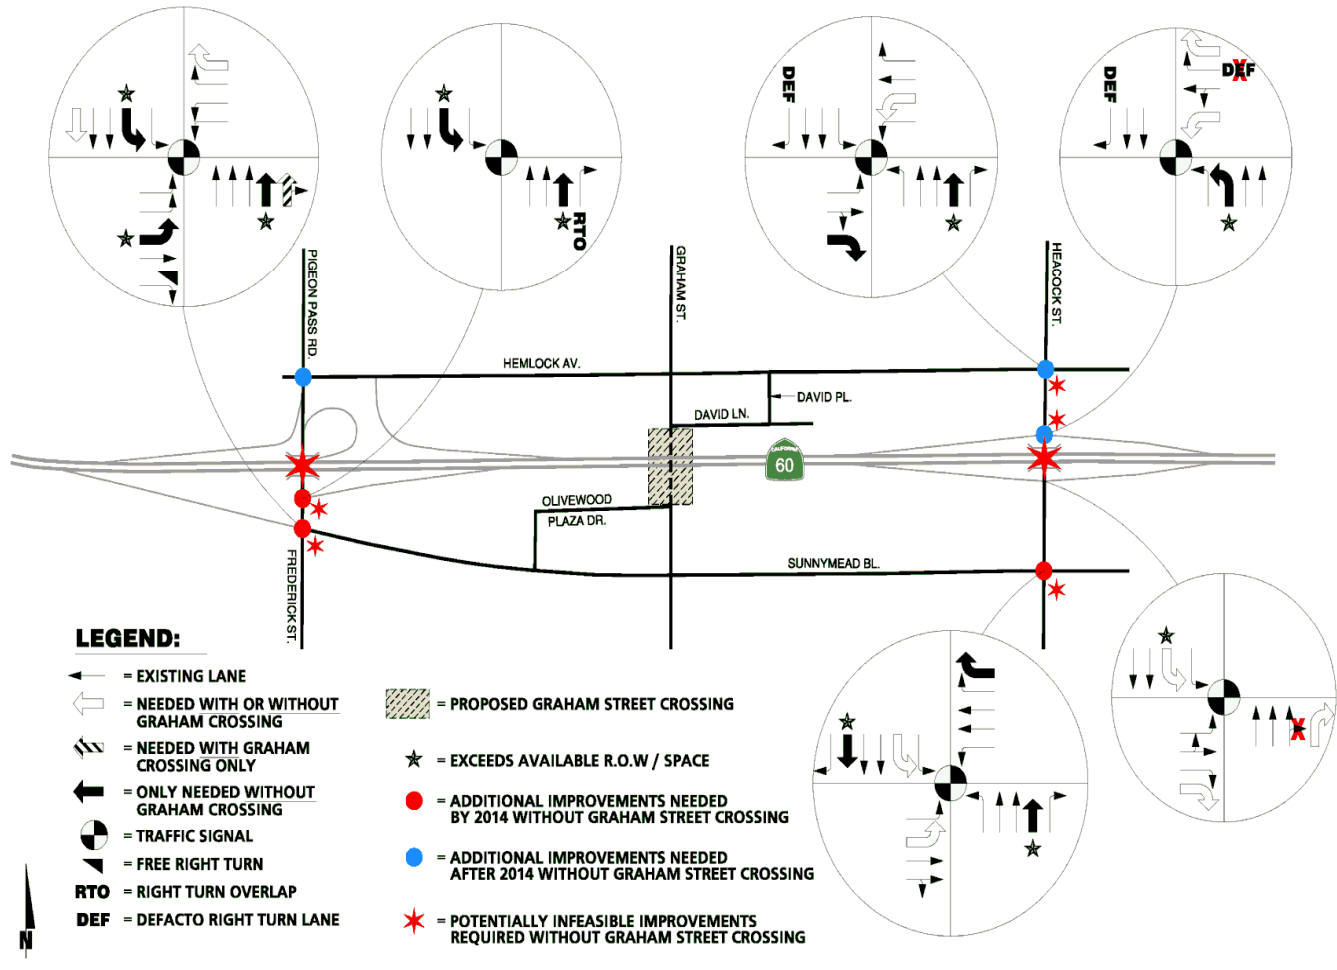 DEF
DEF
DEF
RTO
PIGEON PASS RD.
GRAHAM ST.
HEACOCK ST.
HEMLOCK AV.
DAVID PL.
DAVID LN.
CALIFORNIA
60
OLIVEWOOD
PLAZA DR.
SUNNYMEAD BL.
FREDERICK ST.
LEGEND:
= EXISTING LANE
= NEEDED WITH OR WITHOUT
GRAHAM CROSSING
= NEEDED WITH GRAHAM
CROSSING ONLY
= ONLY NEEDED WITHOUT
GRAHAM CROSSING
= TRAFFIC SIGNAL
= FREE RIGHT TURN
RTO = RIGHT TURN OVERLAP
DEF = DEFACTO RIGHT TURN LANE
= PROPOSED GRAHAM STREET CROSSING
= EXCEEDS AVAILABLE R.O.W / SPACE
= ADDITIONAL IMPROVEMENTS NEEDED
BY 2014 WITHOUT GRAHAM STREET CROSSING
= ADDITIONAL IMPROVEMENTS NEEDED
AFTER 2014 WITHOUT GRAHAM STREET CROSSING
= POTENTIALLY INFEASIBLE IMPROVEMENTS
REQUIRED WITHOUT GRAHAM STREET CROSSING
N